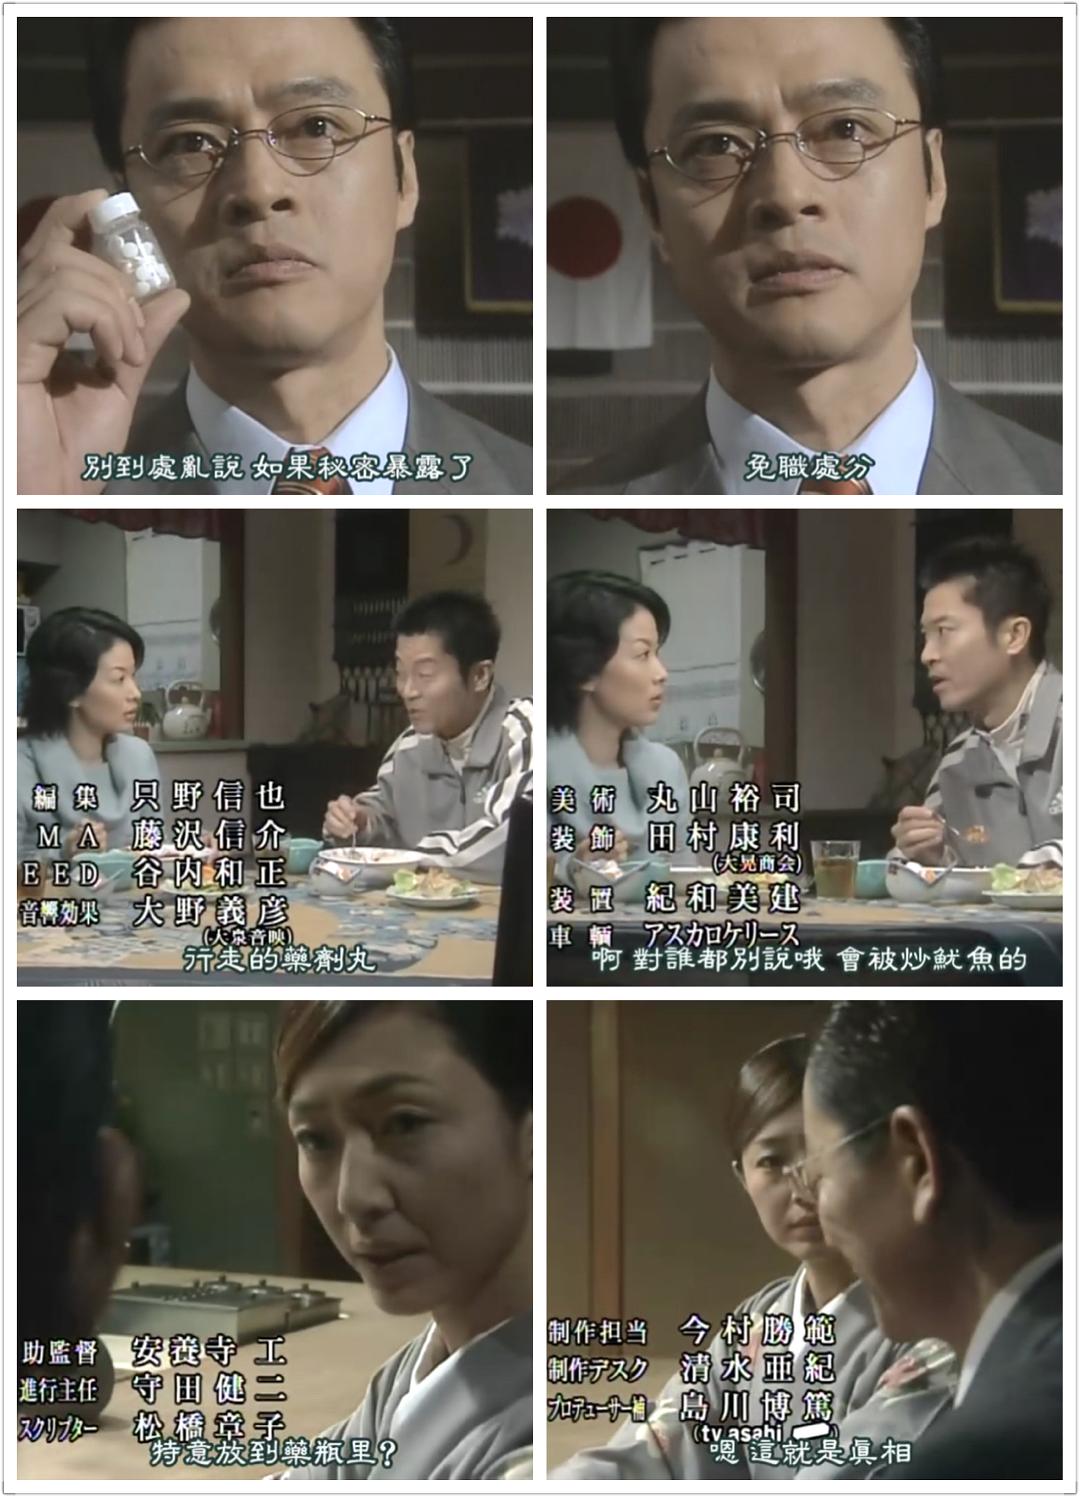 別到處亂說 如果秘密暴露了
免職處分
編集 只野信也
MA 藤沢信介
EED 谷内和正
音響効果 大野義彦
(大泉音映)
行走的藥劑丸
美術 丸山裕司
装飾 田村康利
(大晃商会)
装置 紀和美建
車輌 アスカロケリース
啊 對誰都別說哦 會被炒魷魚的
助監督 安養寺工
進行主任 守田健二
スクリプター 松橋章子
特意放到藥瓶里?
制作担当 今村勝範
制作デスク 清水亜紀
プロデューサー補 島川博篤
(tv asahi)
嗯 這就是真相